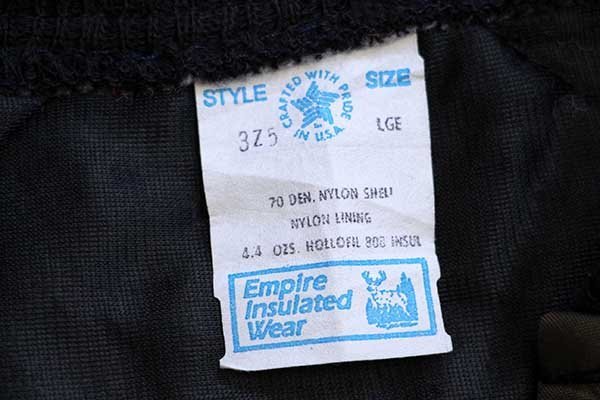 STYLE
CRAFTED WITH PRIDE
IN U.S.A.
SIZE
3Z5
LGE
70 DEN. NYLON SHELL
NYLON LINING
4.4 OZS. HOLLOFIL 808 INSUL
Empire
Insulated
Wear